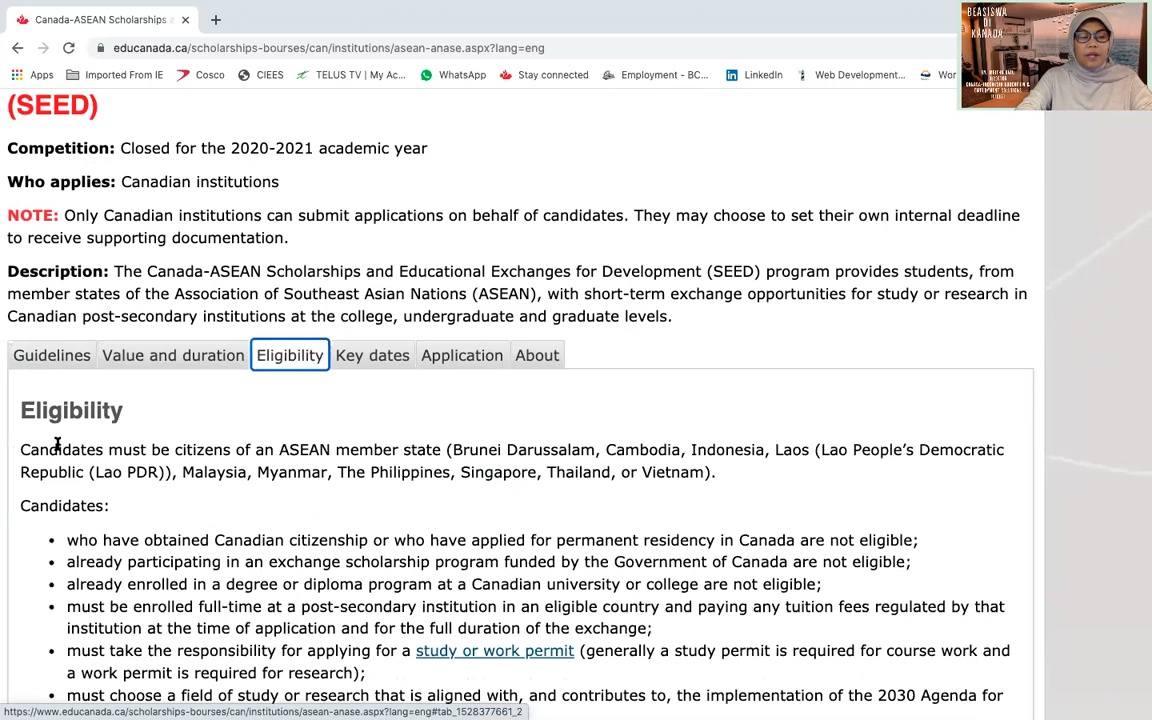 Canada-ASEAN Scholarships a
educanada.ca/scholarships-bourses/can/institutions/asean-anase.aspx?lang=eng
Apps Imported From IE Cosco CIEES TELUS TV | My Ac... WhatsApp Stay connected Employment - BC... LinkedIn Web Development... Wor
BEASISWA
DI
KANADA
(SEED)
Competition: Closed for the 2020-2021 academic year
Who applies: Canadian institutions
NOTE: Only Canadian institutions can submit applications on behalf of candidates. They may choose to set their own internal deadline
to receive supporting documentation.
Description: The Canada-ASEAN Scholarships and Educational Exchanges for Development (SEED) program provides students, from
member states of the Association of Southeast Asian Nations (ASEAN), with short-term exchange opportunities for study or research in
Canadian post-secondary institutions at the college, undergraduate and graduate levels.
Guidelines Value and duration Eligibility Key dates Application About
Eligibility
Candidates must be citizens of an ASEAN member state (Brunei Darussalam, Cambodia, Indonesia, Laos (Lao People's Democratic
Republic (Lao PDR)), Malaysia, Myanmar, The Philippines, Singapore, Thailand, or Vietnam).
Candidates:
• who have obtained Canadian citizenship or who have applied for permanent residency in Canada are not eligible;
• already participating in an exchange scholarship program funded by the Government of Canada are not eligible;
• already enrolled in a degree or diploma program at a Canadian university or college are not eligible;
• must be enrolled full-time at a post-secondary institution in an eligible country and paying any tuition fees regulated by that
institution at the time of application and for the full duration of the exchange;
• must take the responsibility for applying for a study or work permit (generally a study permit is required for course work and
a work permit is required for research);
• must choose a field of study or research that is aligned with, and contributes to, the implementation of the 2030 Agenda for
https://www.educanada.ca/scholarships-bourses/can/institutions/asean-anase.aspx?lang=eng#tab_1528377661_2